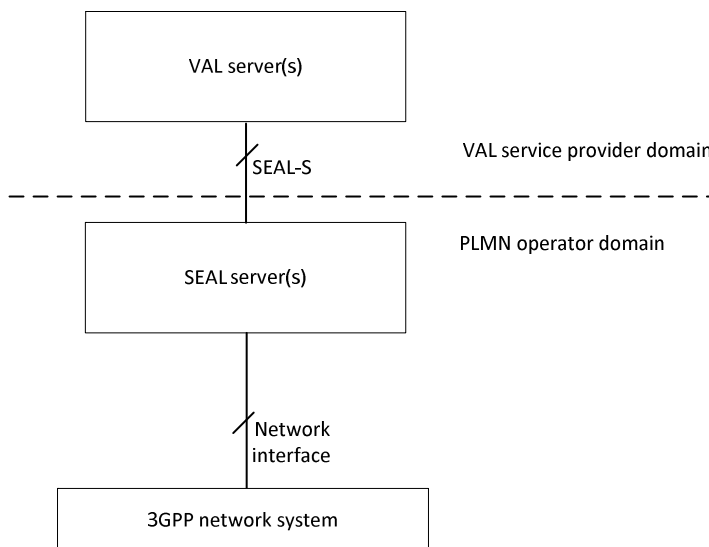 VAL server(s)
VAL service provider domain
SEAL-S
PLMN operator domain
SEAL server(s)
Network
interface
3GPP network system